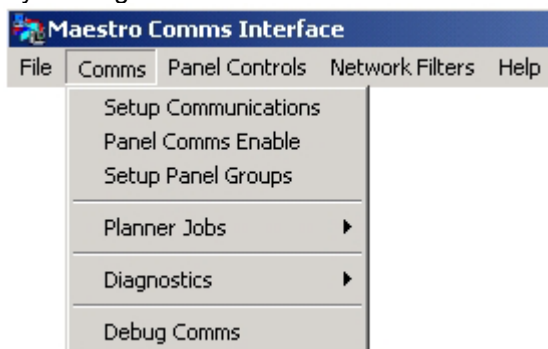 Maestro Comms Interface
File Comms Panel Controls Network Filters Help
Setup Communications
Panel Comms Enable
Setup Panel Groups
Planner Jobs
Diagnostics
Debug Comms